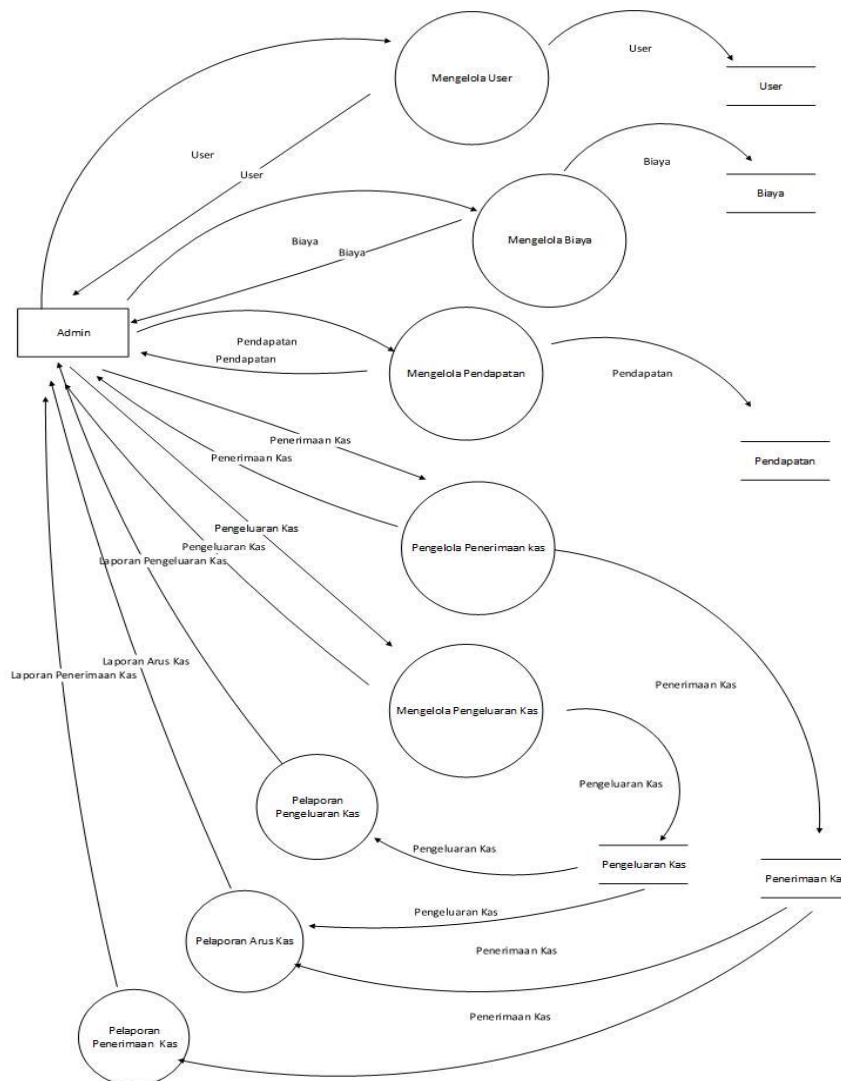 User
Mengelola User
User
User
User
Biaya
Biaya
Mengelola Biaya
Biaya
Biaya
Admin
Pendapatan
Pendapatan
Mengelola Pendapatan
Pendapatan
Pendapatan
Penerimaan Kas
Penerimaan Kas
Pengeluaran Kas
Pengeluaran Kas
Laporan Pengeluaran Kas
Pengelola Penerimaan kas
Laporan Arus Kas
Laporan Penerimaan Kas
Penerimaan Kas
Mengelola Pengeluaran Kas
Pengeluaran Kas
Pelaporan
Pengeluaran Kas
Pengeluaran Kas
Pengeluaran Kas
Penerimaan Ka
Pengeluaran Kas
Pelaporan Arus Kas
Penerimaan Kas
Penerimaan Kas
Pelaporan
Penerimaan Kas